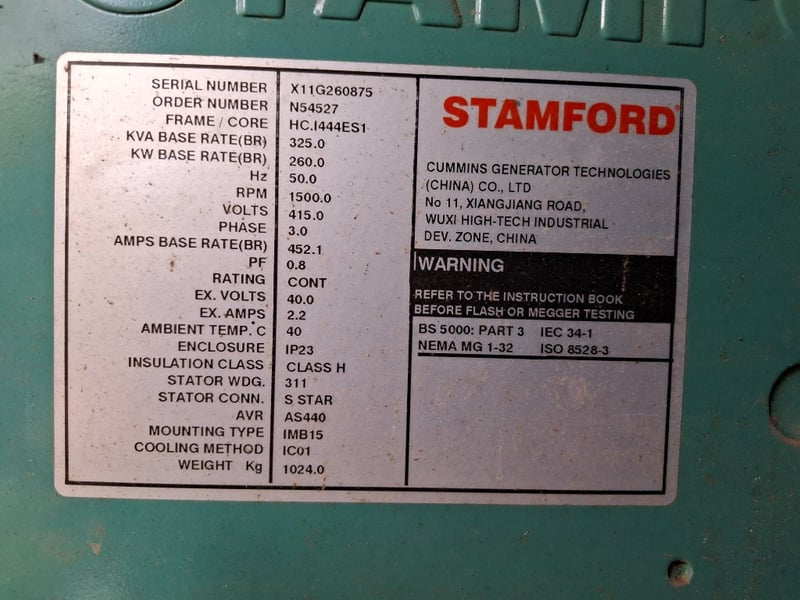 STAMFO
SERIAL NUMBER X11G260875
ORDER NUMBER N54527
FRAME / CORE HC.I444ES1
KVA BASE RATE(BR) 325.0
KW BASE RATE(BR) 260.0
Hz 50.0
RPM 1500.0
VOLTS 415.0
PHASE 3.0
AMPS BASE RATE(BR) 452.1
PF 0.8
RATING CONT
EX. VOLTS 40.0
EX. AMPS 2.2
AMBIENT TEMP. C 40
ENCLOSURE IP23
INSULATION CLASS CLASS H
STATOR WDG. 311
STATOR CONN. S STAR
AVR AS440
MOUNTING TYPE IMB15
COOLING METHOD IC01
WEIGHT Kg 1024.0
STAMFORD
CUMMINS GENERATOR TECHNOLOGIES
(CHINA) CO., LTD
No 11, XIANGJIANG ROAD,
WUXI HIGH-TECH INDUSTRIAL
DEV. ZONE, CHINA
WARNING
REFER TO THE INSTRUCTION BOOK
BEFORE FLASH OR MEGGER TESTING
BS 5000: PART 3 IEC 34-1
NEMA MG 1-32 ISO 8528-3